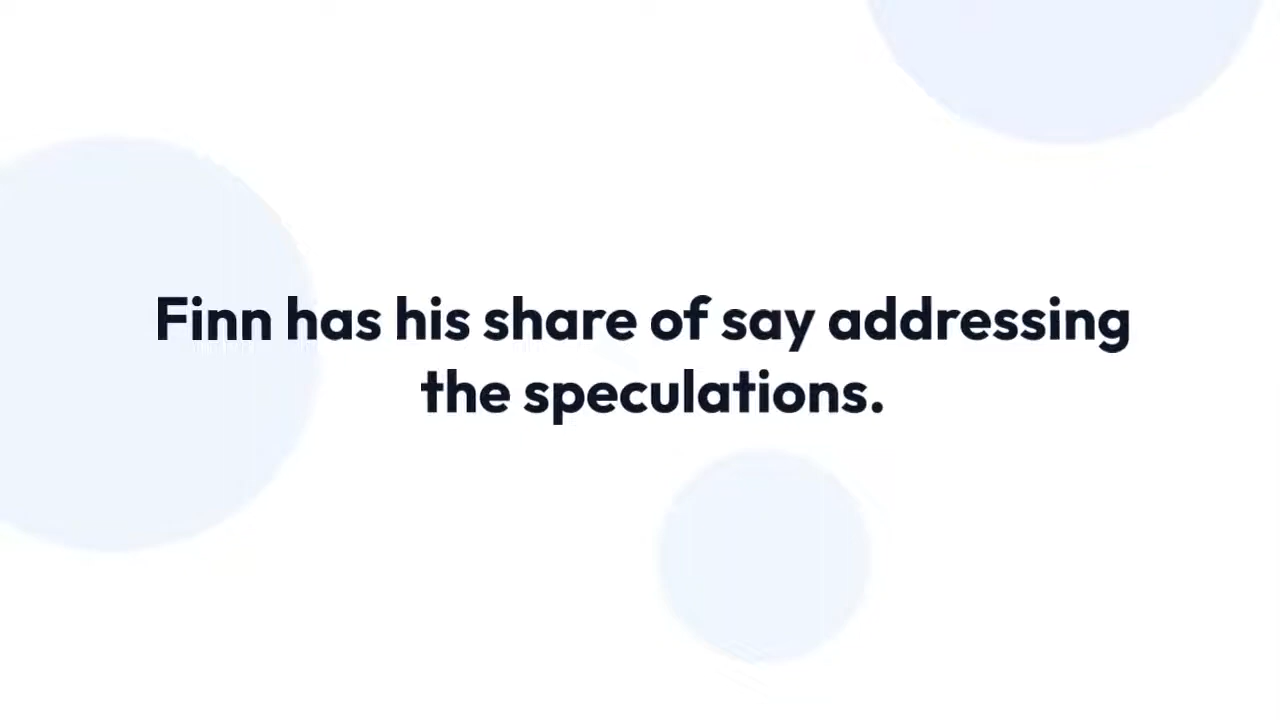 Finn has his share of say addressing
the speculations.